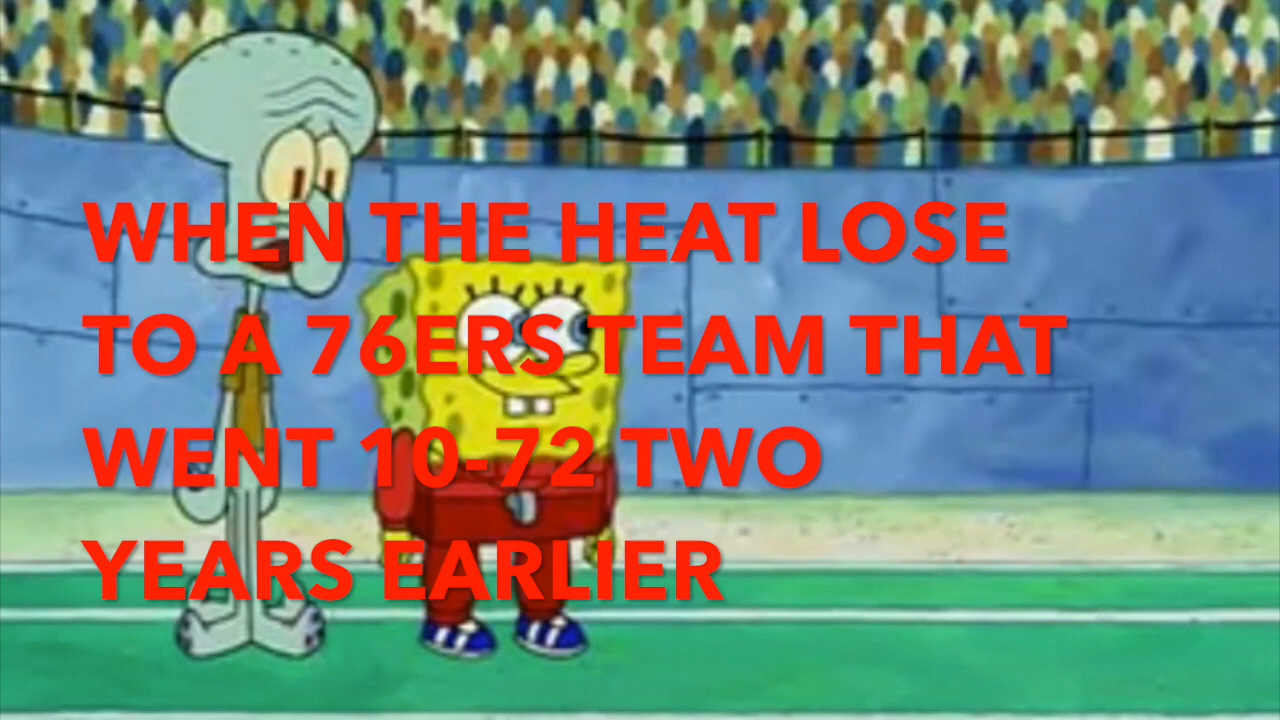 WHEN THE HEAT LOSE
TO A 76ERS TEAM THAT
WENT 10-72 TWO
YEARS EARLIER